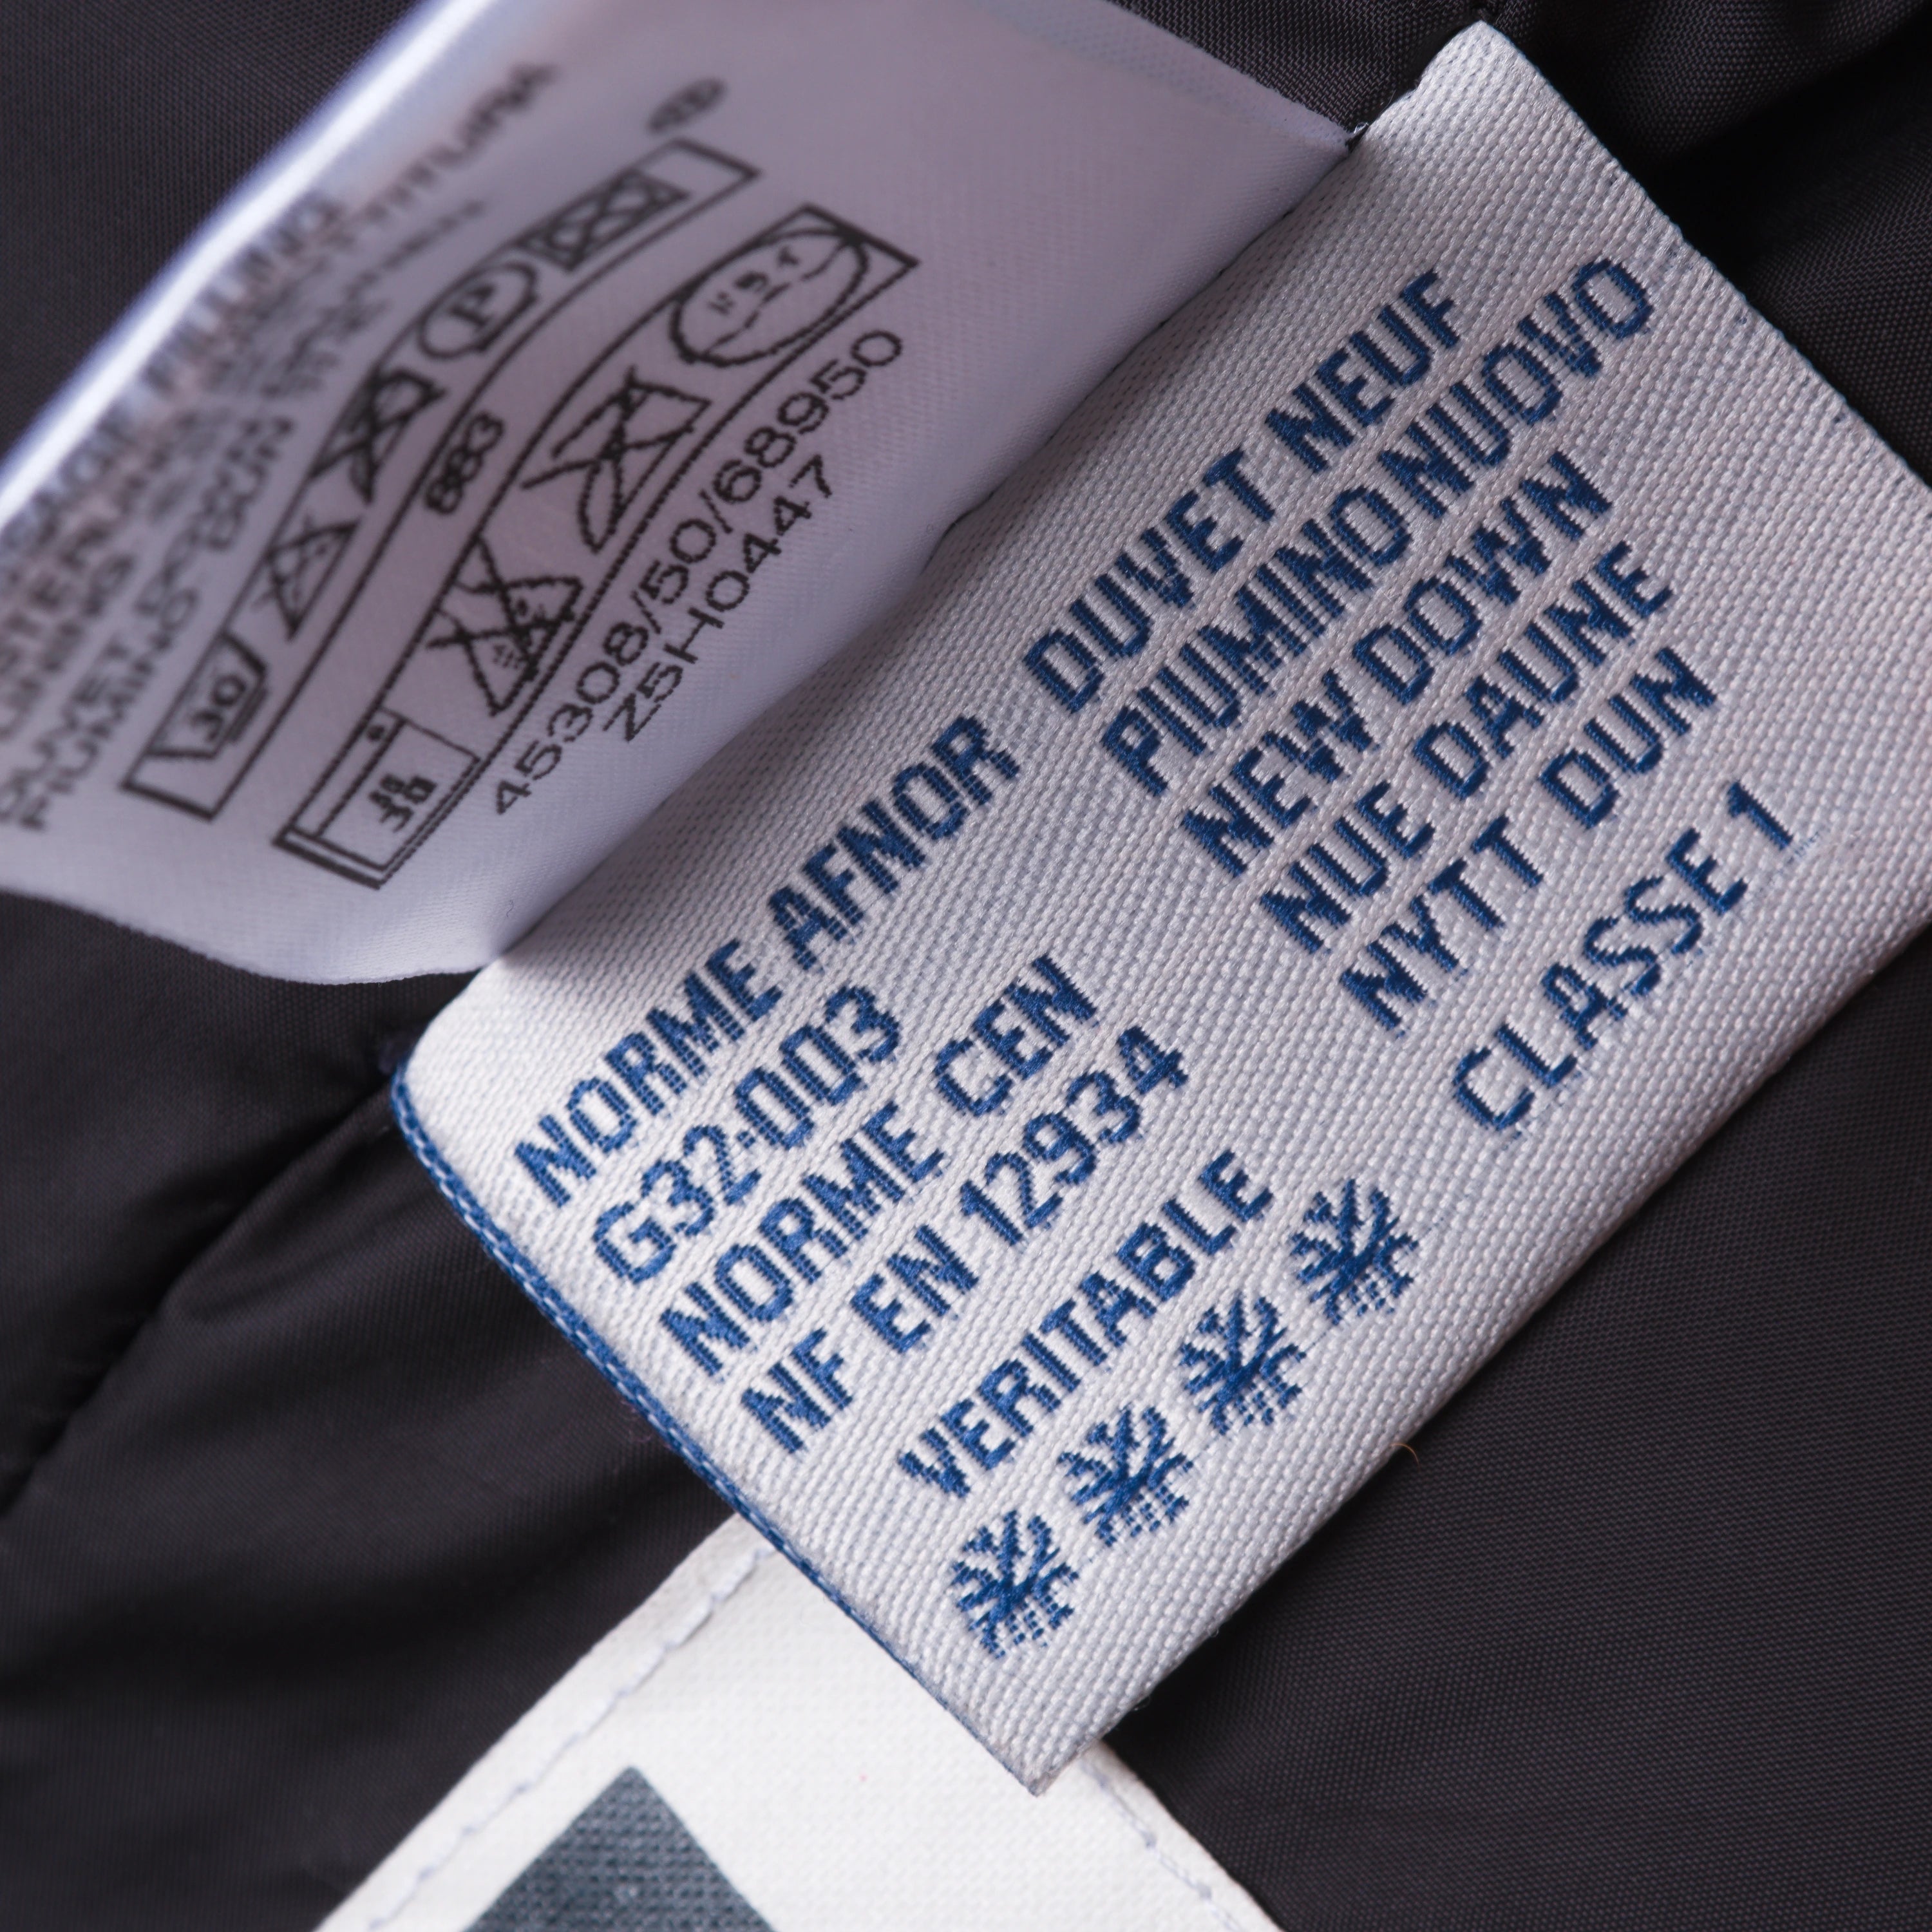 883
45308/50/68950
Z5H0447
30
P
NORME AFNOR
G32-003
NORME CEN
NF EN 12934
VERITABLE
DUVET NEUF
PIUMINO NUOVO
NEW DOWN
NUE DAUNE
NYTT DUN
CLASSE 1